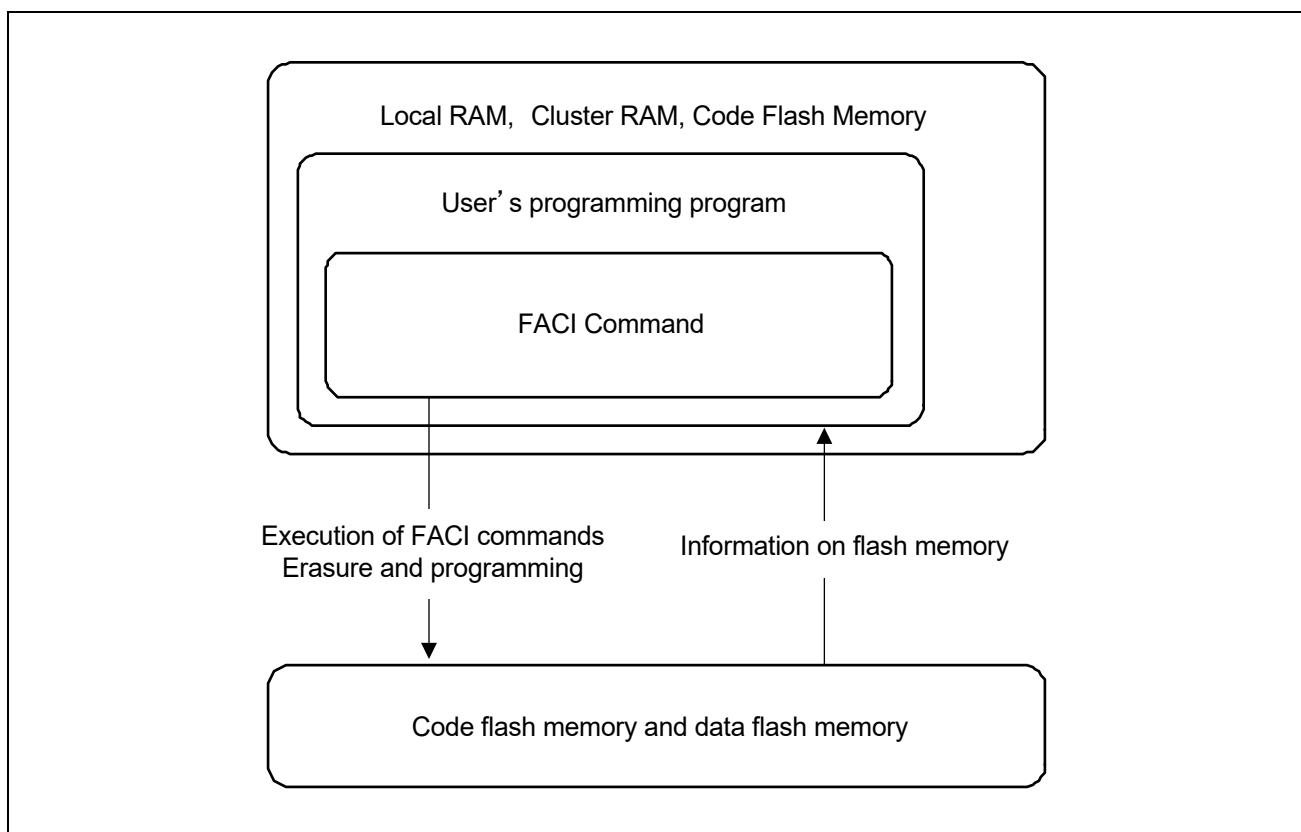 Local RAM, Cluster RAM, Code Flash Memory
User’s programming program
FACI Command
Execution of FACI commands
Erasure and programming
Information on flash memory
Code flash memory and data flash memory